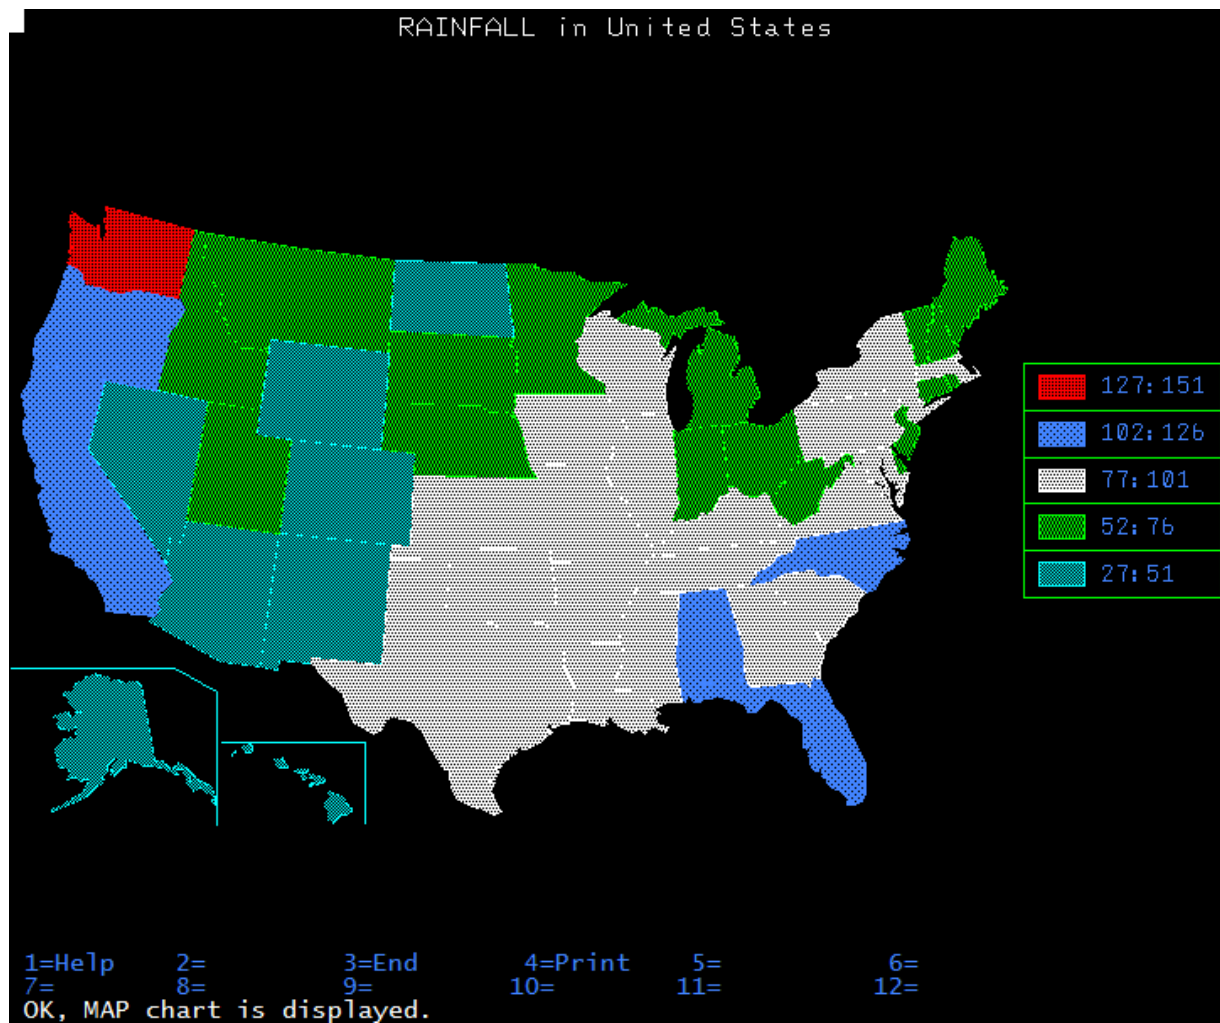 RAINFALL in United States
127:151
102:126
77:101
52:76
27:51
1=Help 2= 3=End 4=Print 5= 6=
7= 8= 9= 10= 11= 12=
OK, MAP chart is displayed.